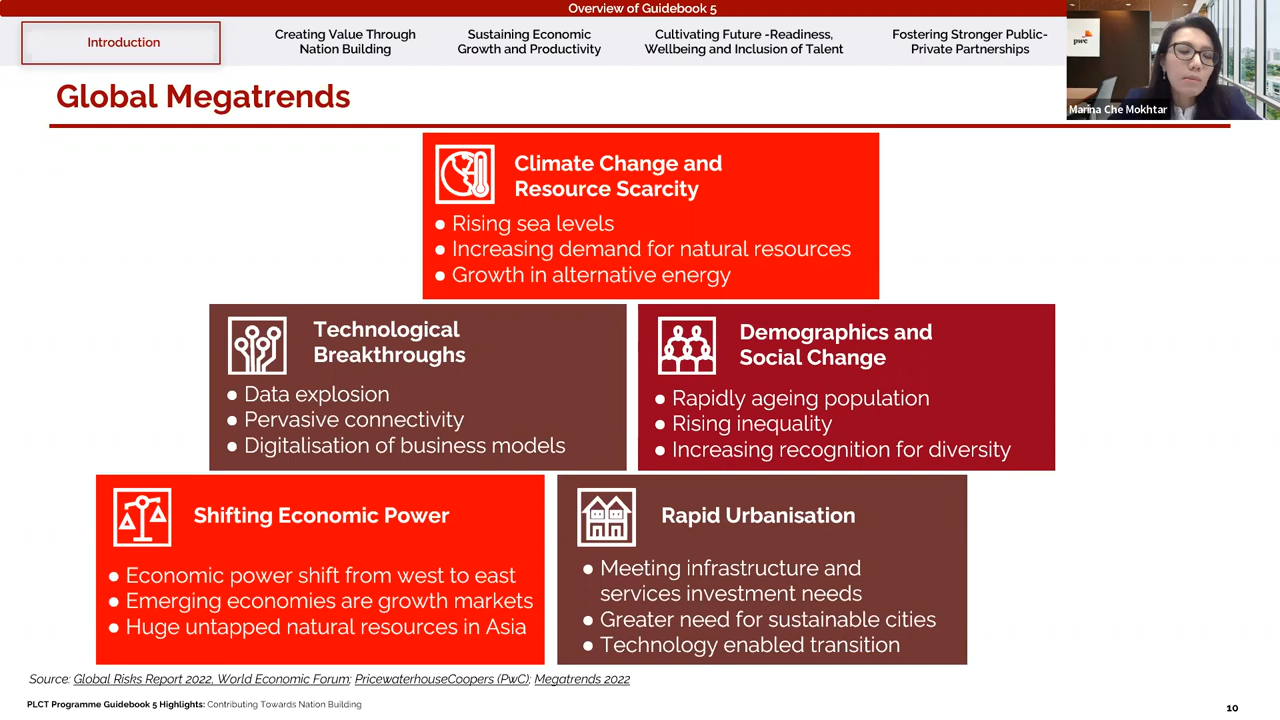 Overview of Guidebook 5
Introduction
Creating Value Through
Nation Building
Sustaining Economic
Growth and Productivity
Cultivating Future -Readiness,
Wellbeing and Inclusion of Talent
Fostering Stronger Public-
Private Partnerships
pwc
Marina Che Mokhtar
Global Megatrends
Climate Change and
Resource Scarcity
● Rising sea levels
● Increasing demand for natural resources
● Growth in alternative energy
Technological
Breakthroughs
● Data explosion
● Pervasive connectivity
● Digitalisation of business models
Demographics and
Social Change
● Rapidly ageing population
● Rising inequality
● Increasing recognition for diversity
Shifting Economic Power
● Economic power shift from west to east
● Emerging economies are growth markets
● Huge untapped natural resources in Asia
Rapid Urbanisation
● Meeting infrastructure and
services investment needs
● Greater need for sustainable cities
● Technology enabled transition
Source: Global Risks Report 2022, World Economic Forum; PricewaterhouseCoopers (PwC); Megatrends 2022
PLCT Programme Guidebook 5 Highlights: Contributing Towards Nation Building
10